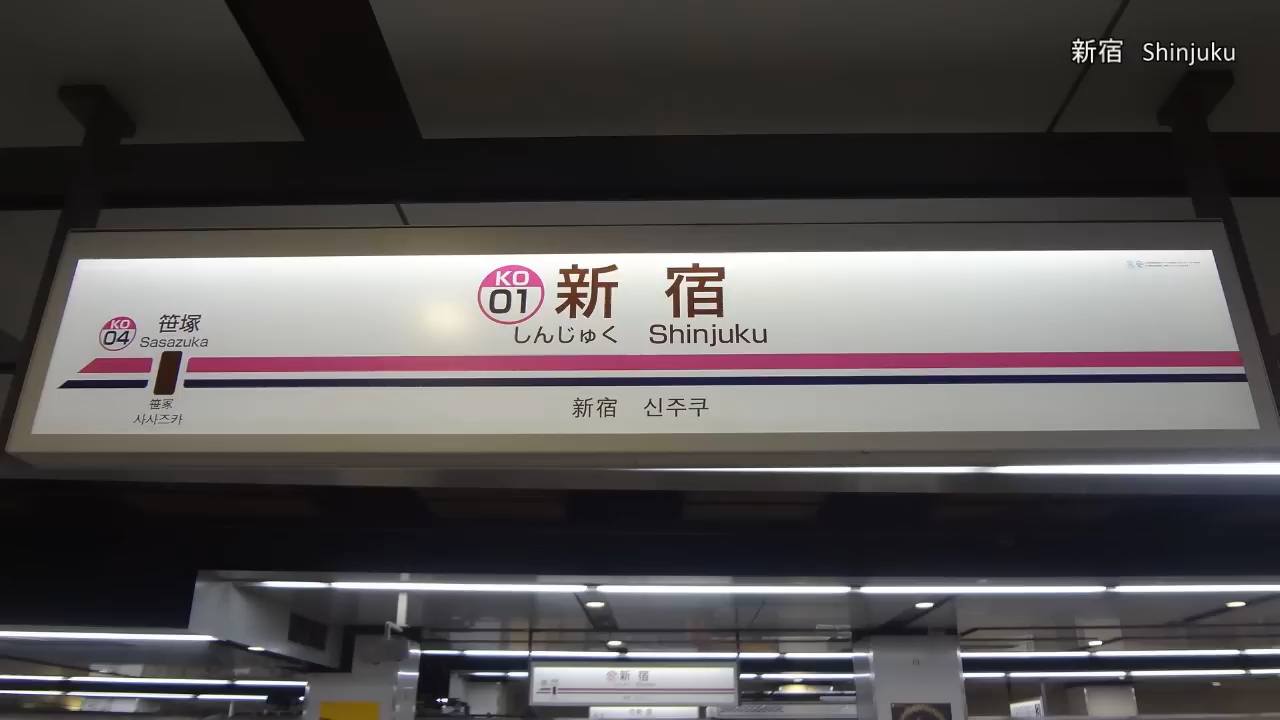 新宿 Shinjuku
KO 01 新宿
しんじゅく Shinjuku
KO 04 笹塚
Sasazuka
笹冢
사사즈카
新宿 신주쿠
新宿